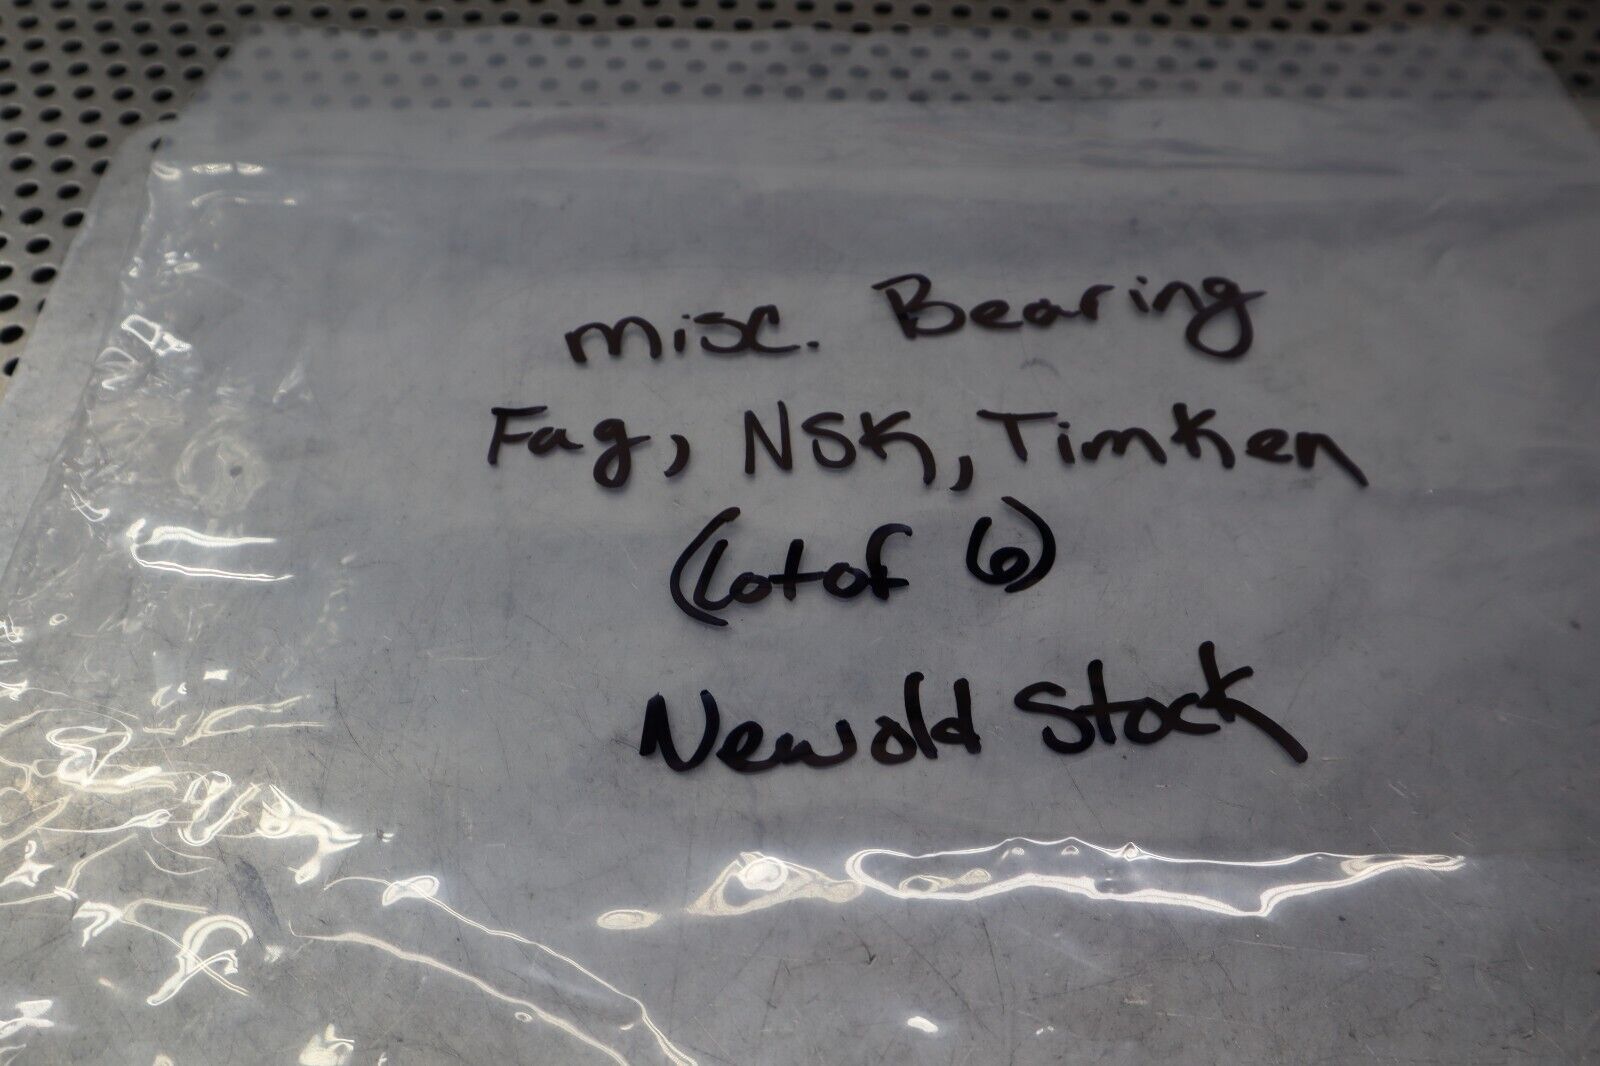 misc. Bearing
Fag, NSK, Timken
(Lot of 6)
New old Stock